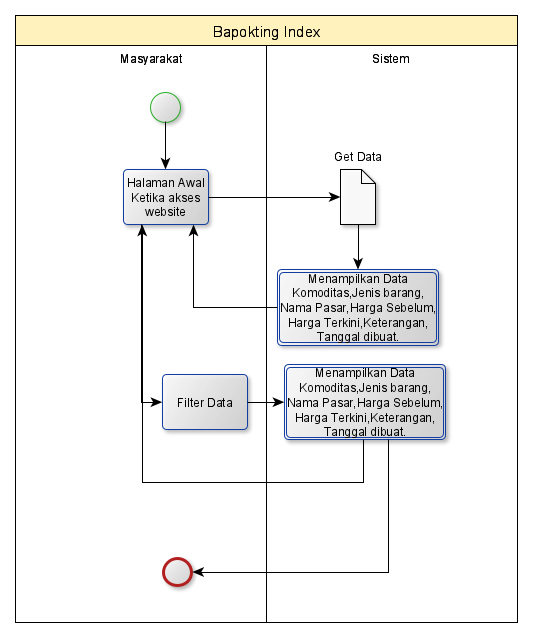 Bapokting Index
Masyarakat
Sistem
Get Data
Halaman Awal
Ketika akses
website
Menampilkan Data
Komoditas,Jenis barang,
Nama Pasar,Harga Sebelum,
Harga Terkini,Keterangan,
Tanggal dibuat.
Filter Data
Menampilkan Data
Komoditas,Jenis barang,
Nama Pasar,Harga Sebelum,
Harga Terkini,Keterangan,
Tanggal dibuat.